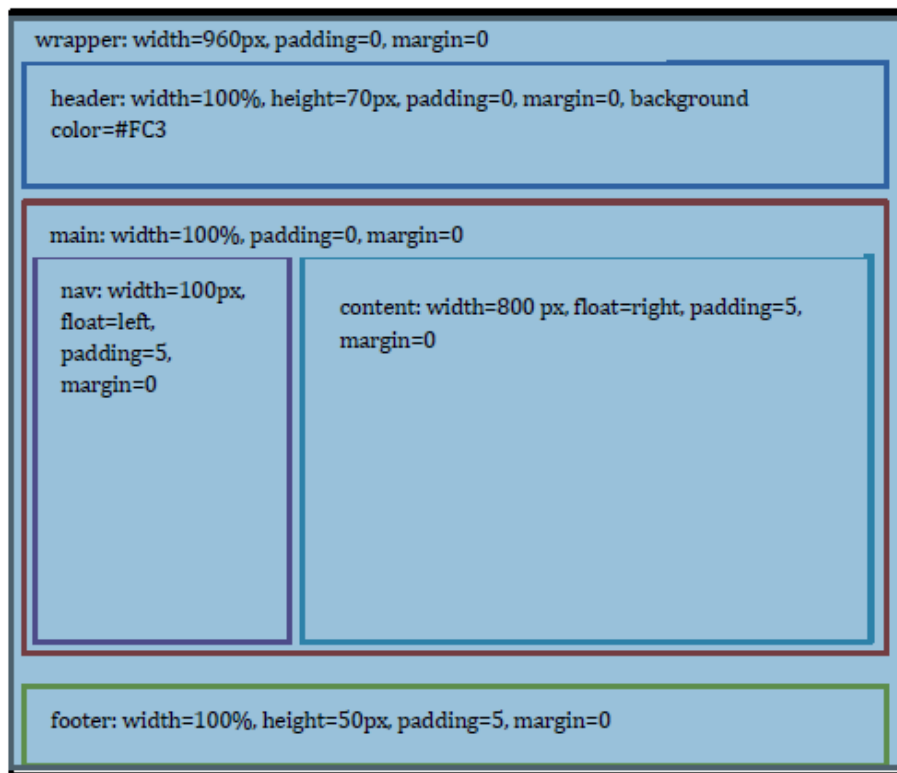 wrapper: width=960px, padding=0, margin=0
header: width=100%, height=70px, padding=0, margin=0, background
color=#FC3
main: width=100%, padding=0, margin=0
nav: width=100px,
float=left,
padding=5,
margin=0
content: width=800 px, float=right, padding=5,
margin=0
footer: width=100%, height=50px, padding=5, margin=0